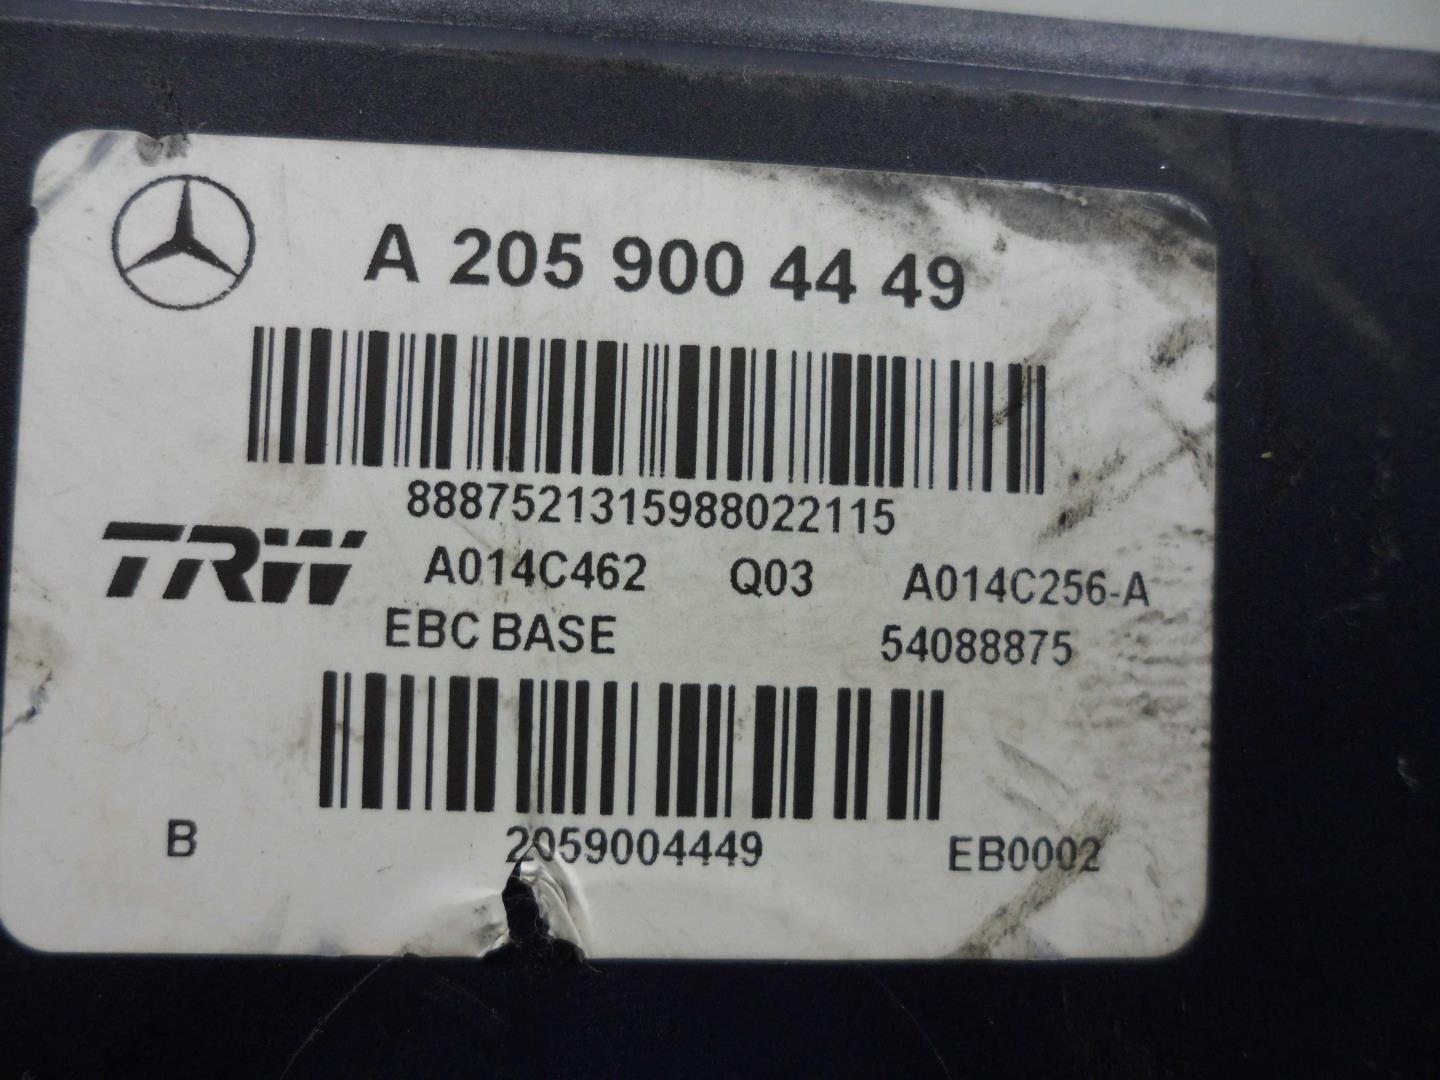 A 205 900 44 49
8887521315988022115
TRW A014C462 Q03 A014C256-A
EBC BASE 54088875
B 2059004449 EB0002